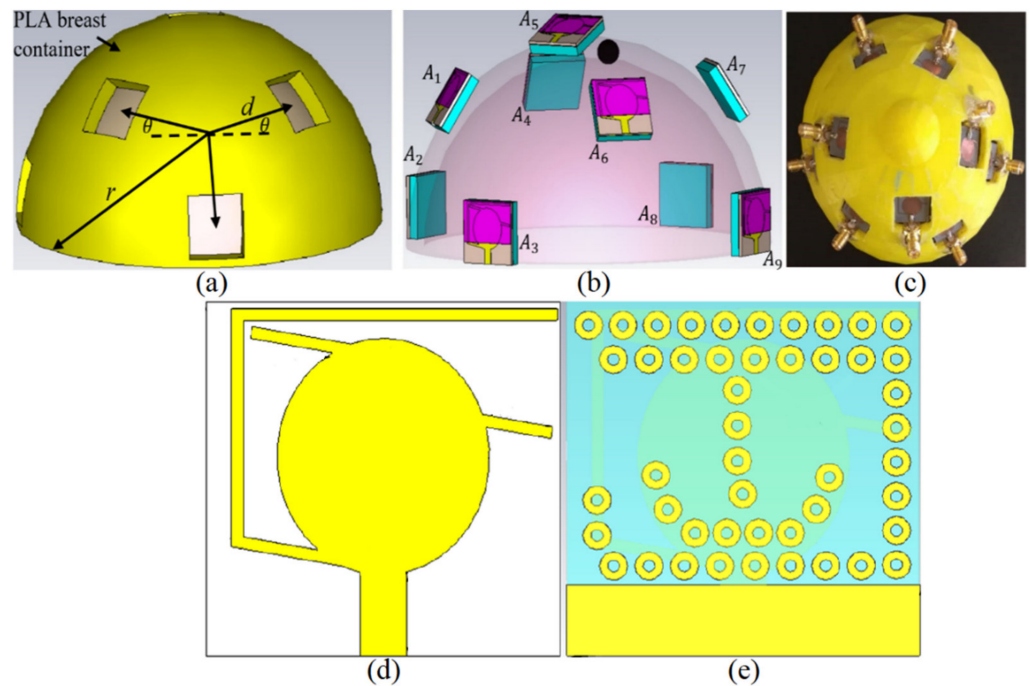 PLA breast
container
d
θ
θ
r
(a)
A5
A1
A7
A4
A6
A2
A8
A3
A9
(b)
(c)
(d)
(e)